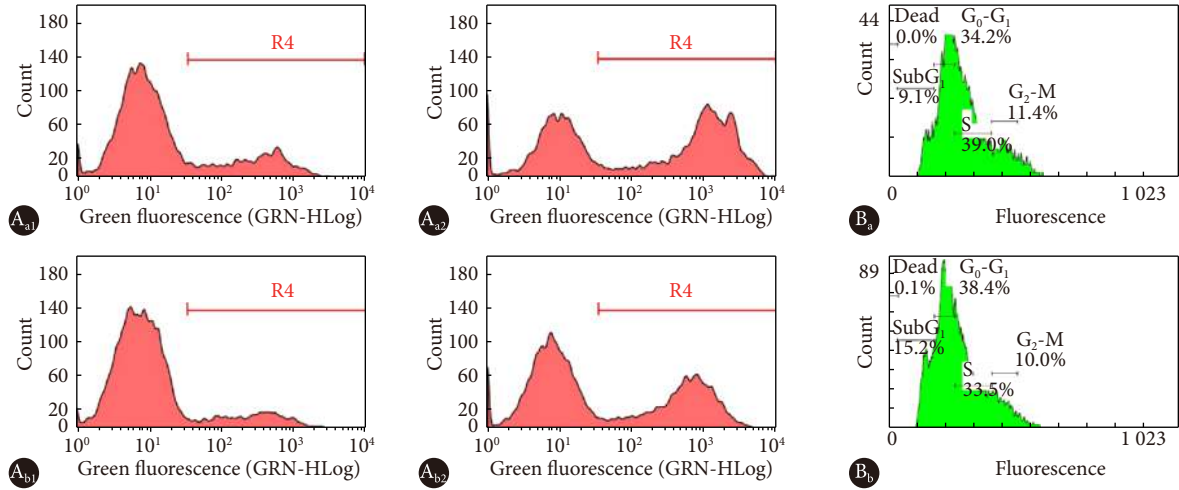 180
140
100
60
20
0
Count
R4
10⁰
10¹
10²
10³
10⁴
Green fluorescence (GRN-HLog)
Aa1
180
140
100
60
20
0
Count
R4
10⁰
10¹
10²
10³
10⁴
Green fluorescence (GRN-HLog)
Aa2
44
Count
Dead
0.0%
G₀-G₁
34.2%
SubG₁
9.1%
G₂-M
11.4%
S
39.0%
0
1 023
Fluorescence
Ba
180
140
100
60
20
0
Count
R4
10⁰
10¹
10²
10³
10⁴
Green fluorescence (GRN-HLog)
Ab1
180
140
100
60
20
0
Count
R4
10⁰
10¹
10²
10³
10⁴
Green fluorescence (GRN-HLog)
Ab2
89
Count
Dead
0.1%
G₀-G₁
38.4%
SubG₁
15.2%
G₂-M
10.0%
S
33.5%
0
1 023
Fluorescence
Bb